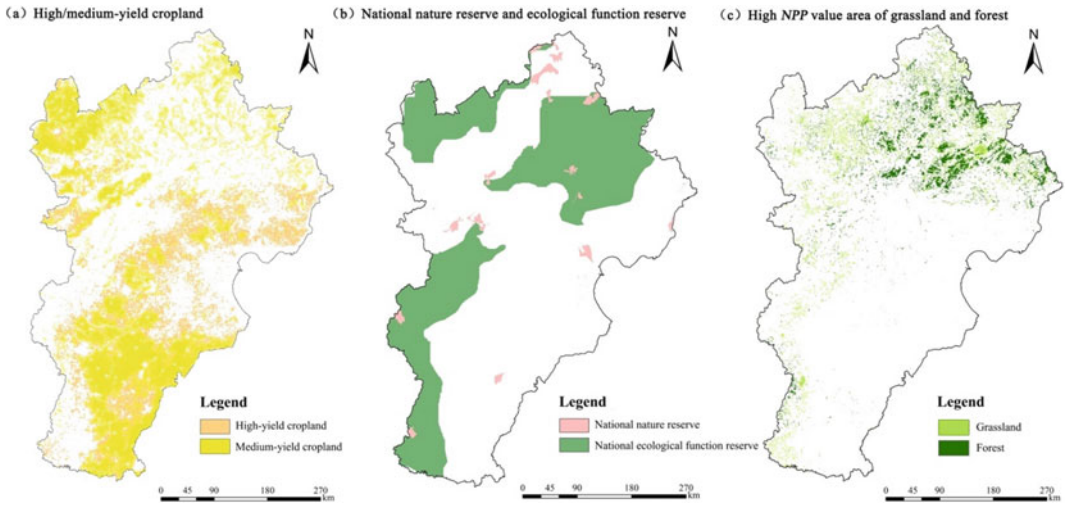 (a) High/medium-yield cropland
(b) National nature reserve and ecological function reserve
(c) High NPP value area of grassland and forest
N
N
N
Legend
High-yield cropland
Medium-yield cropland
0 45 90 180 270
km
Legend
National nature reserve
National ecological function reserve
0 45 90 180 270
km
Legend
Grassland
Forest
0 45 90 180 270
km